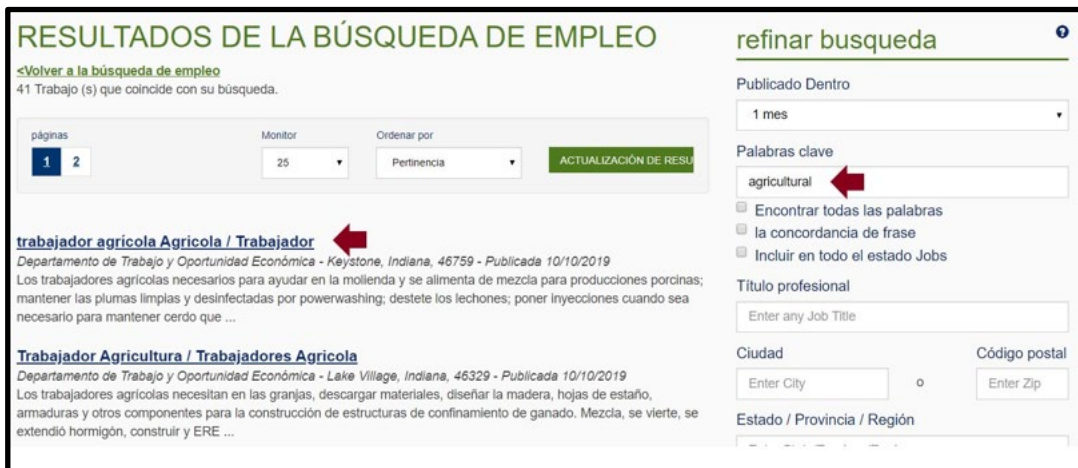 RESULTADOS DE LA BÚSQUEDA DE EMPLEO
<Volver a la búsqueda de empleo
41 Trabajo (s) que coincide con su búsqueda.
páginas
Monitor
Ordenar por
1 2
25
Pertinencia
ACTUALIZACIÓN DE RESU
trabajador agrícola Agricola / Trabajador
Departamento de Trabajo y Oportunidad Económica - Keystone, Indiana, 46759 - Publicada 10/10/2019
Los trabajadores agrícolas necesarios para ayudar en la molienda y se alimenta de mezcla para producciones porcinas;
mantener las plumas limpias y desinfectadas por powerwashing; destete los lechones; poner inyecciones cuando sea
necesario para mantener cerdo que ...
Trabajador Agricultura / Trabajadores Agricola
Departamento de Trabajo y Oportunidad Económica - Lake Village, Indiana, 46329 - Publicada 10/10/2019
Los trabajadores agrícolas necesitan en las granjas, descargar materiales, diseñar la madera, hojas de estaño,
armaduras y otros componentes para la construcción de estructuras de confinamiento de ganado. Mezcla, se vierte, se
extendió hormigón, construir y ERE ...
refinar busqueda
?
Publicado Dentro
1 mes
Palabras clave
agricultural
Encontrar todas las palabras
la concordancia de frase
Incluir en todo el estado Jobs
Título profesional
Enter any Job Title
Ciudad
Código postal
Enter City
o
Enter Zip
Estado / Provincia / Región